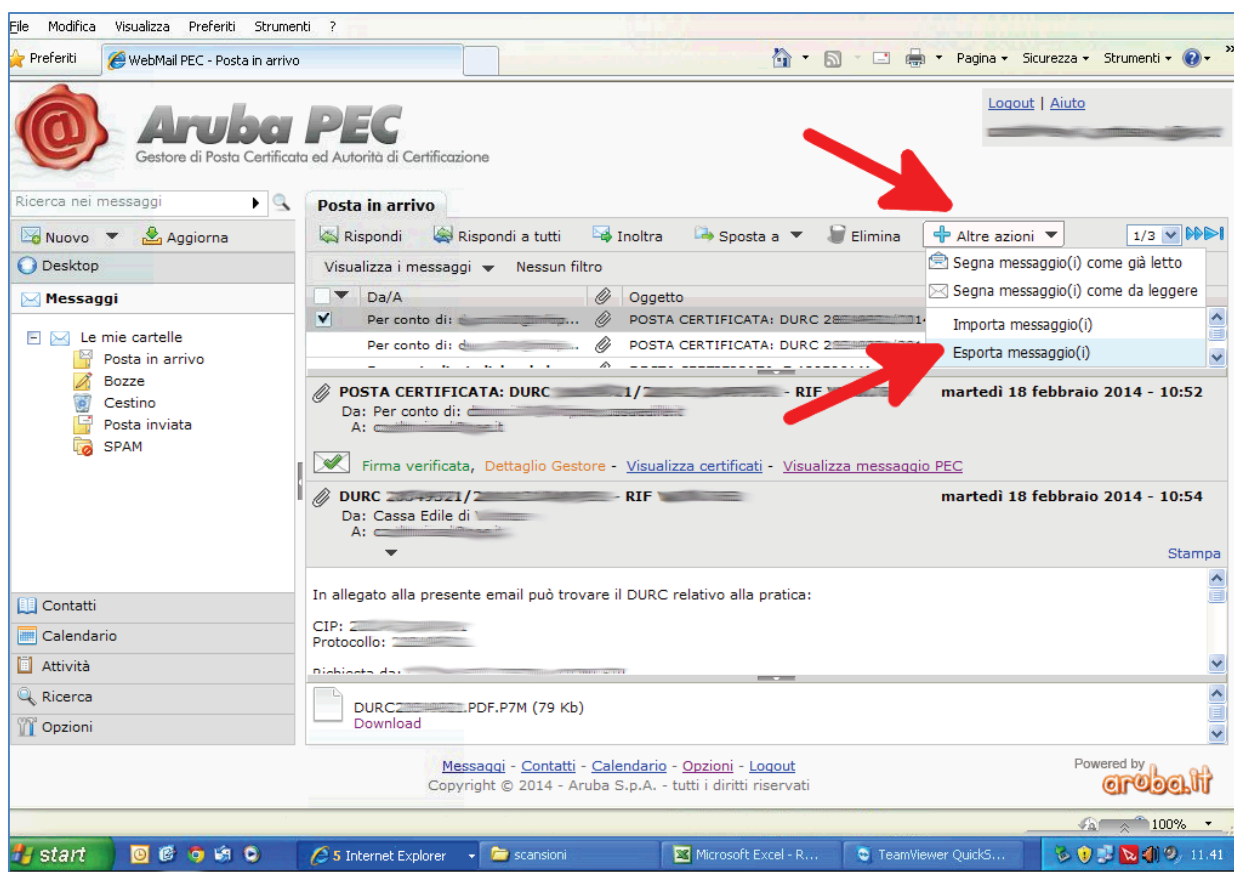 File Modifica Visualizza Preferiti Strumenti ?
Preferiti WebMail PEC - Posta in arrivo Pagina Sicurezza Strumenti
Logout | Aiuto
Aruba PEC
Gestore di Posta Certificata ed Autorità di Certificazione
Ricerca nei messaggi
Posta in arrivo
Nuovo Aggiorna
Rispondi Rispondi a tutti Inoltra Sposta a Elimina Altre azioni 1/3
Desktop
Visualizza i messaggi Nessun filtro
Segna messaggio(i) come già letto
Messaggi
Da/A Oggetto
Segna messaggio(i) come da leggere
Per conto di: ... POSTA CERTIFICATA: DURC
Importa messaggio(i)
Per conto di: ... POSTA CERTIFICATA: DURC
Esporta messaggio(i)
Le mie cartelle
Posta in arrivo
Bozze
Cestino
Posta inviata
SPAM
POSTA CERTIFICATA: DURC - RIF martedì 18 febbraio 2014 - 10:52
Da: Per conto di:
A:
Firma verificata, Dettaglio Gestore - Visualizza certificati - Visualizza messaggio PEC
DURC - RIF martedì 18 febbraio 2014 - 10:54
Da: Cassa Edile di
A:
Stampa
In allegato alla presente email può trovare il DURC relativo alla pratica:
CIP:
Protocollo:
Richiesta da:
Contatti
Calendario
Attività
Ricerca
Opzioni
.PDF.P7M (79 Kb)
Download
Messaggi - Contatti - Calendario - Opzioni - Logout
Copyright © 2014 - Aruba S.p.A. - tutti i diritti riservati
Powered by
aruba.it
100%
start 5 Internet Explorer scansioni Microsoft Excel - R... TeamViewer QuickS... 11.41